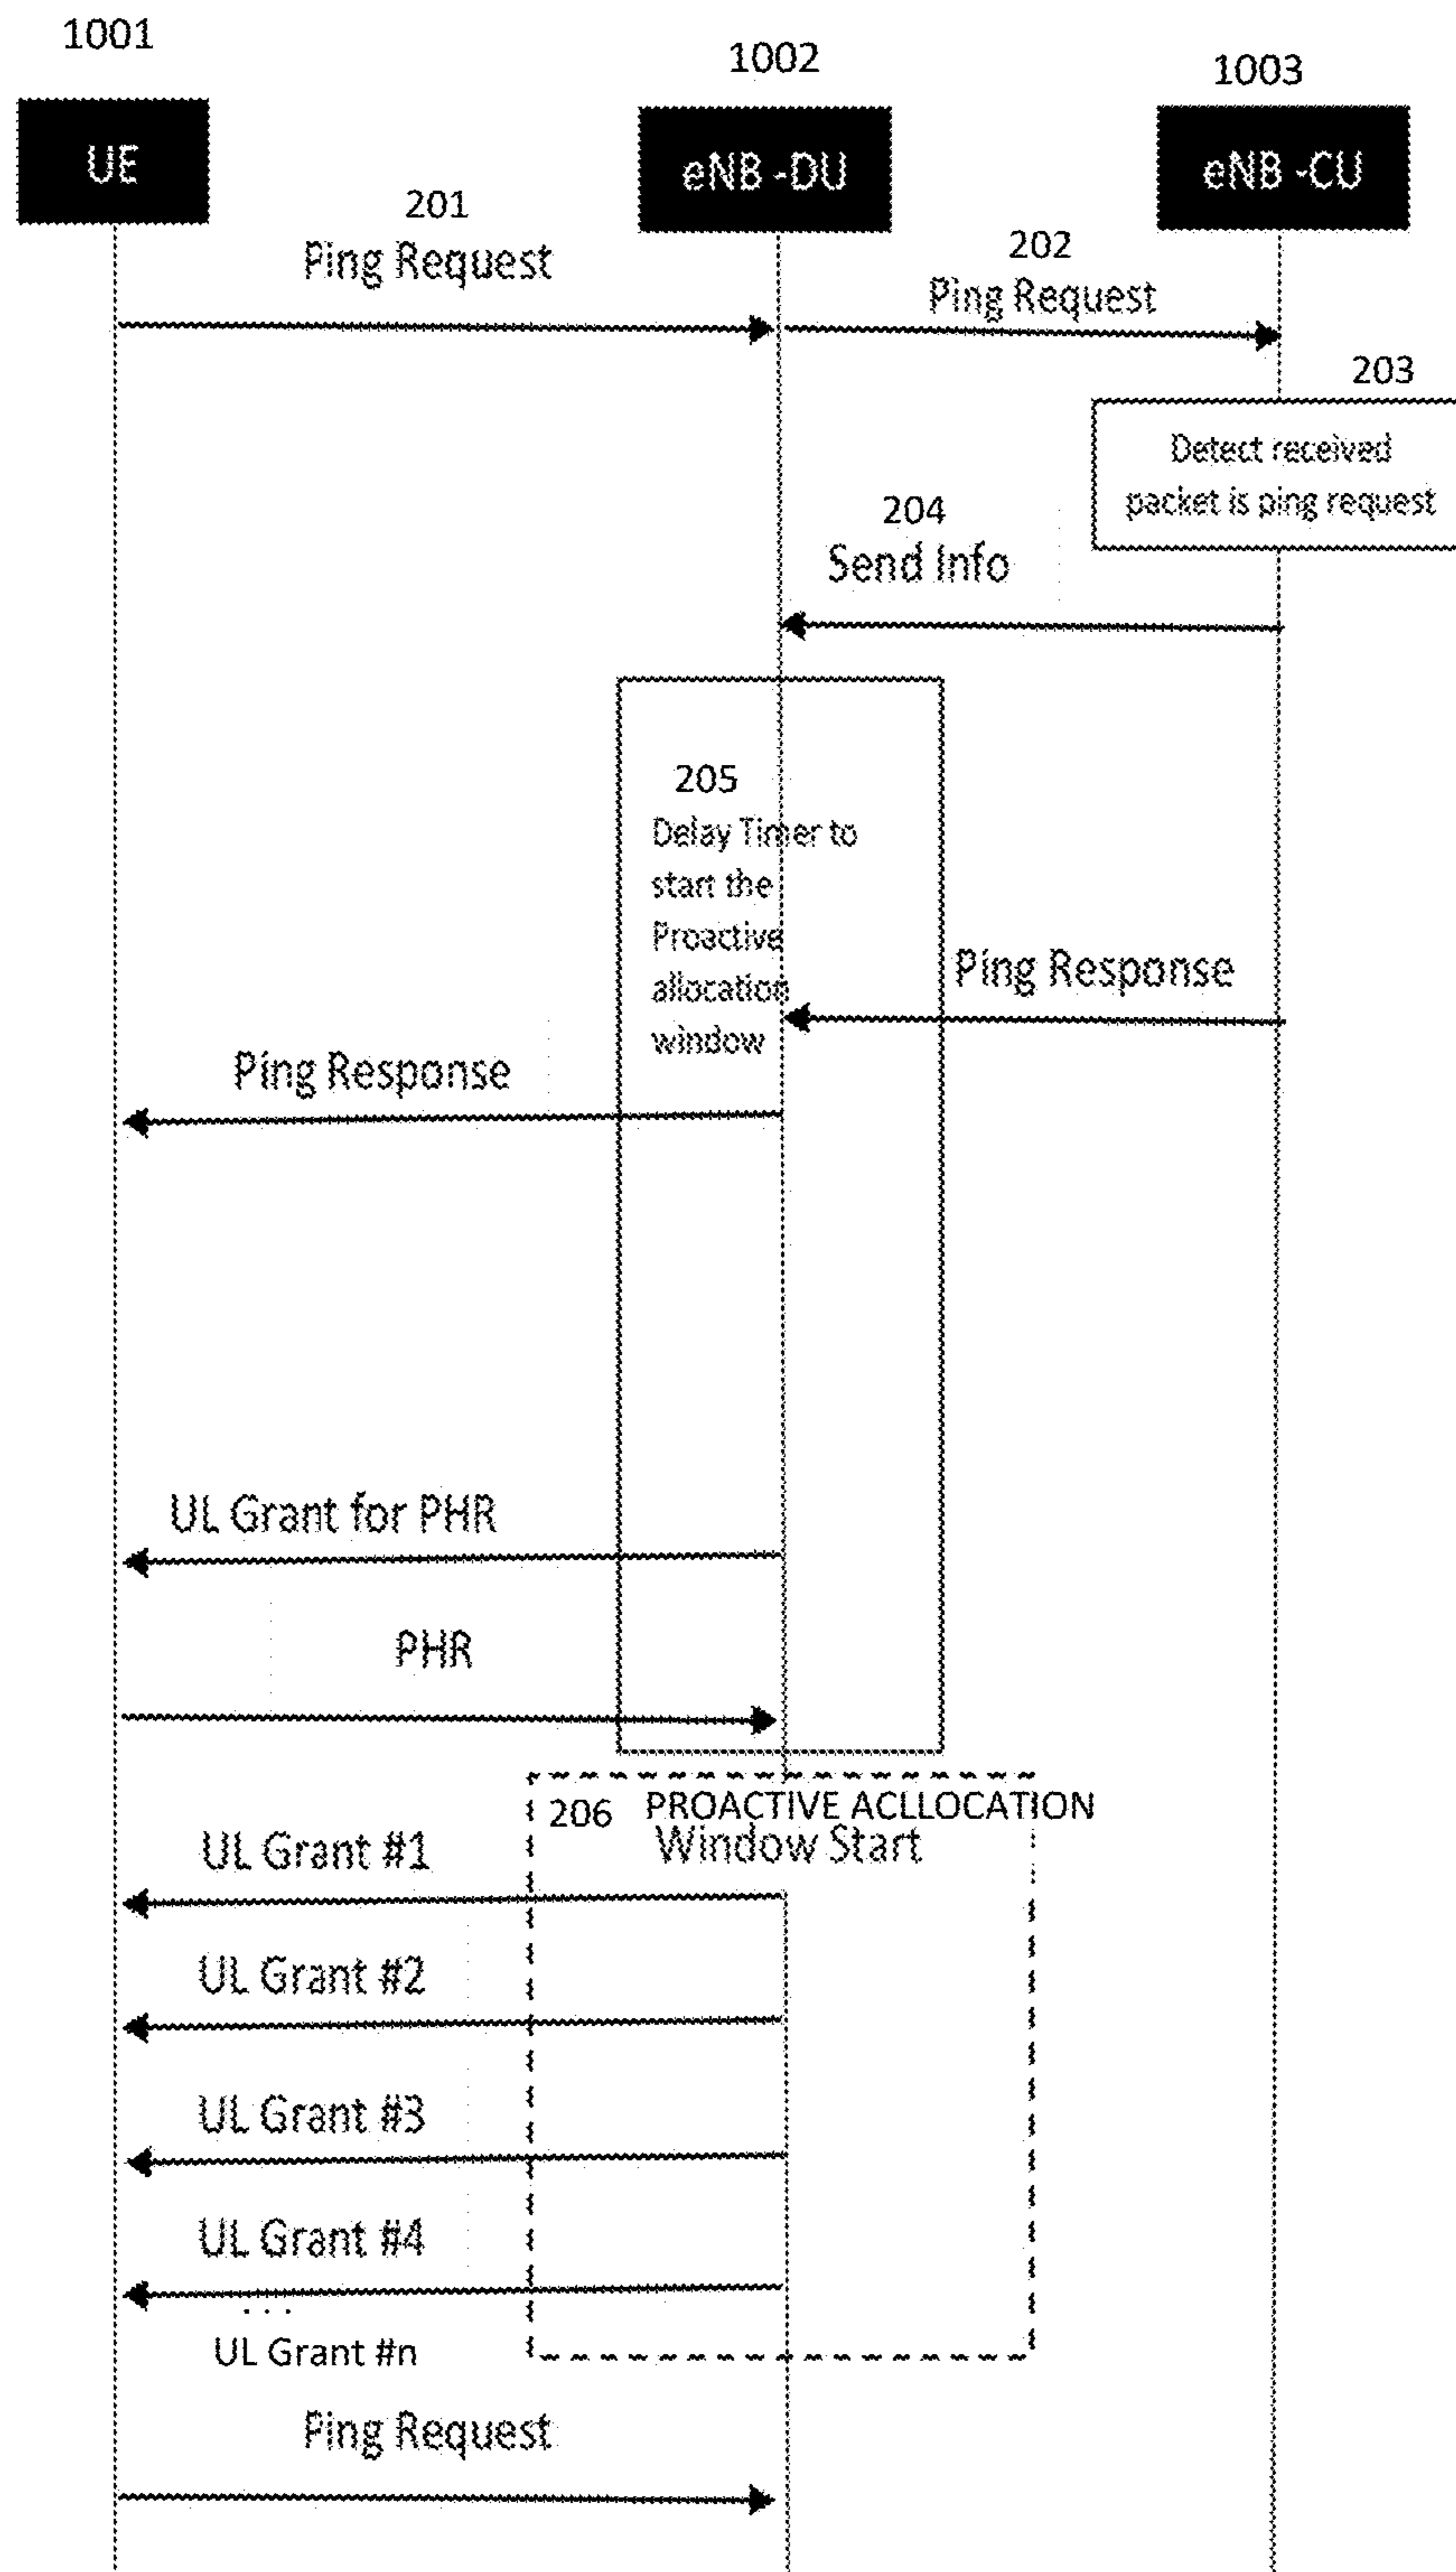 1001
1002
1003
UE
eNB -DU
eNB -CU
201
Ping Request
202
Ping Request
203
Detect received
packet is ping request
204
Send Info
205
Delay Timer to
start the
Proactive
allocation
window
Ping Response
Ping Response
UL Grant for PHR
PHR
206 PROACTIVE ACLLOCATION
Window Start
UL Grant #1
UL Grant #2
UL Grant #3
UL Grant #4
. . .
UL Grant #n
Ping Request